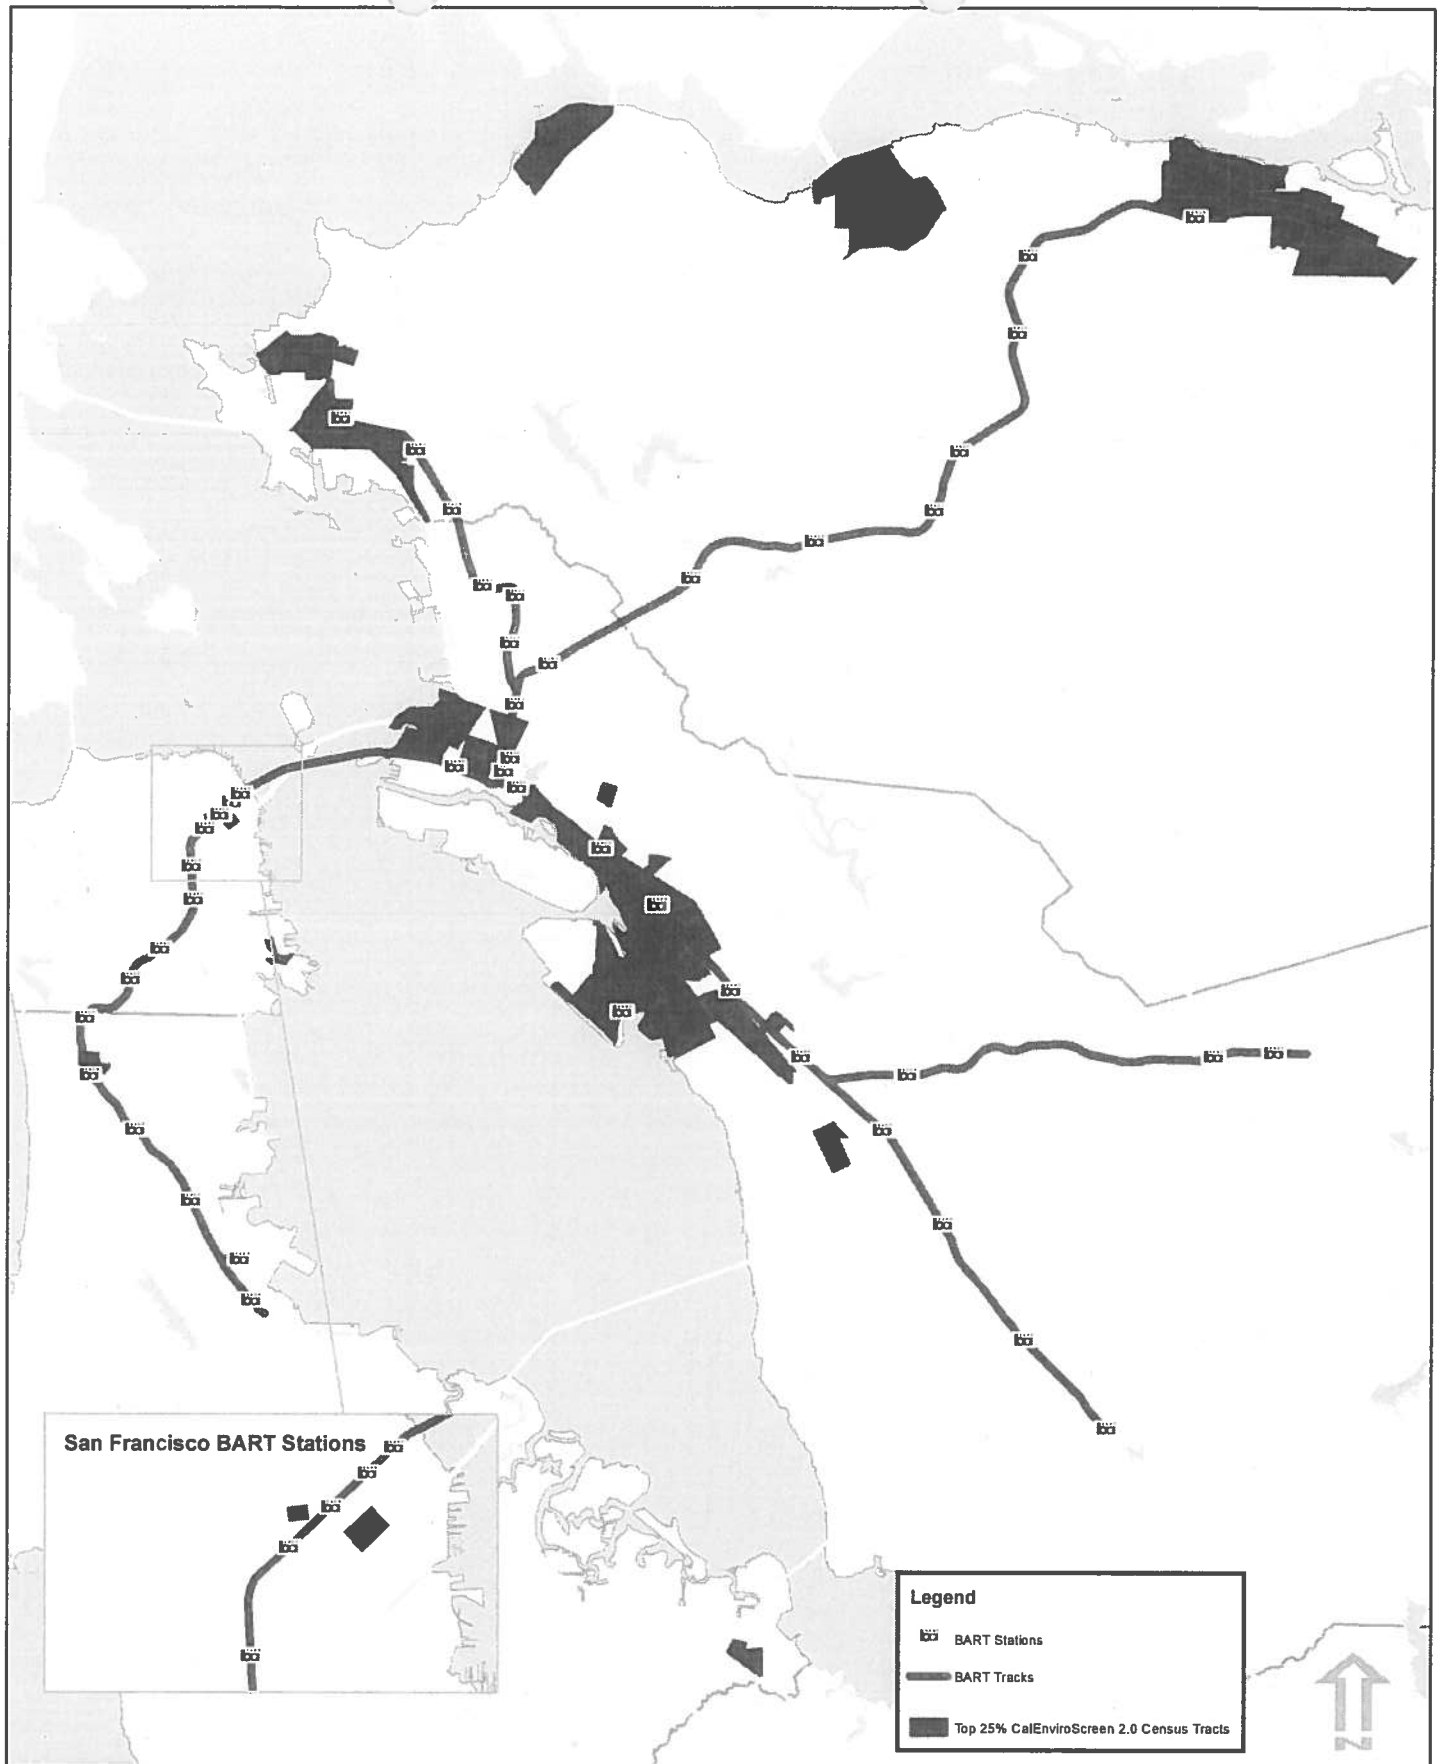 San Francisco BART Stations
Legend
BART Stations
BART Tracks
Top 25% CalEnviroScreen 2.0 Census Tracts
N